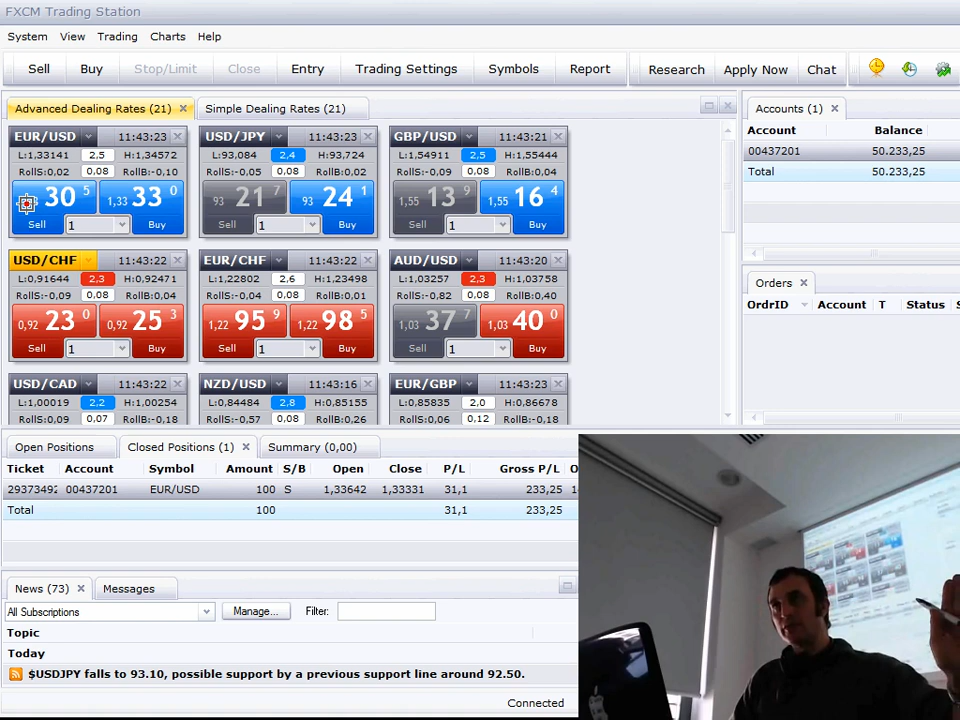 FXCM Trading Station
System View Trading Charts Help
Sell Buy Stop/Limit Close Entry Trading Settings Symbols Report Research Apply Now Chat
Advanced Dealing Rates (21) Simple Dealing Rates (21) Accounts (1)
EUR/USD 11:43:23 USD/JPY 11:43:23 GBP/USD 11:43:21
L:1,33141 2,5 H:1,34572 L:93,084 2,4 H:93,724 L:1,54911 2,5 H:1,55444
RollS:0,02 0,08 RollB:-0,10 RollS:-0,05 0,08 RollB:0,02 RollS:-0,09 0,08 RollB:0,04
30 5 1,33 33 0 93 21 7 93 24 1 1,55 13 9 1,55 16 4
Sell 1 Buy Sell 1 Buy Sell 1 Buy
Account Balance
00437201 50.233,25
Total 50.233,25
USD/CHF 11:43:22 EUR/CHF 11:43:22 AUD/USD 11:43:20
L:0,91644 2,3 H:0,92471 L:1,22802 2,6 H:1,23498 L:1,03257 2,3 H:1,03758
RollS:-0,09 0,08 RollB:0,04 RollS:-0,04 0,08 RollB:0,01 RollS:-0,82 0,08 RollB:0,40
0,92 23 0 0,92 25 3 1,22 95 9 1,22 98 5 1,03 37 7 1,03 40 0
Sell 1 Buy Sell 1 Buy Sell 1 Buy
Orders
OrdrID Account T Status S
USD/CAD 11:43:22 NZD/USD 11:43:16 EUR/GBP 11:43:23
L:1,00019 2,2 H:1,00254 L:0,84484 2,8 H:0,85155 L:0,85835 2,0 H:0,86678
RollS:0,09 0,07 RollB:-0,18 RollS:-0,57 0,08 RollB:0,26 RollS:0,06 0,12 RollB:-0,18
Open Positions Closed Positions (1) Summary (0,00)
Ticket Account Symbol Amount S/B Open Close P/L Gross P/L
29373492 00437201 EUR/USD 100 S 1,33642 1,33331 31,1 233,25
Total 100 31,1 233,25
News (73) Messages
All Subscriptions Manage... Filter:
Topic
Today
$USDJPY falls to 93.10, possible support by a previous support line around 92.50.
Connected